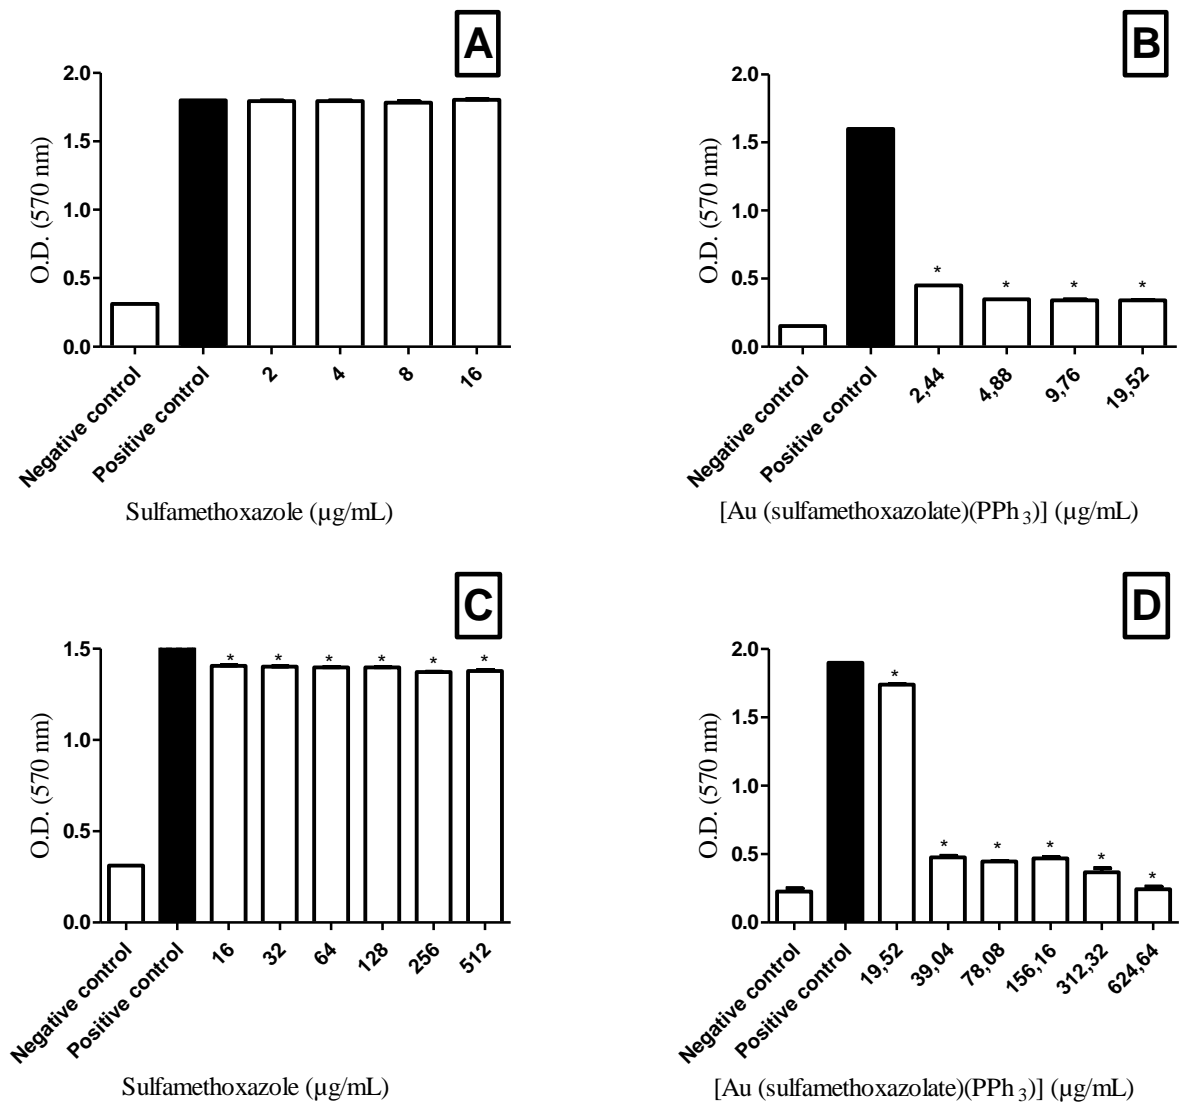 A
2.0
1.5
1.0
0.5
0.0
O.D. (570 nm)
Negative control
Positive control
2
4
8
16
Sulfamethoxazole (µg/mL)
B
2.0
1.5
1.0
0.5
0.0
O.D. (570 nm)
* * * *
Negative control
Positive control
2,44
4,88
9,76
19,52
[Au (sulfamethoxazolate)(PPh3)] (µg/mL)
C
1.5
1.0
0.5
0.0
O.D. (570 nm)
* * * * * *
Negative control
Positive control
16
32
64
128
256
512
Sulfamethoxazole (µg/mL)
D
2.0
1.5
1.0
0.5
0.0
O.D. (570 nm)
* * * * * *
Negative control
Positive control
19,52
39,04
78,08
156,16
312,32
624,64
[Au (sulfamethoxazolate)(PPh3)] (µg/mL)